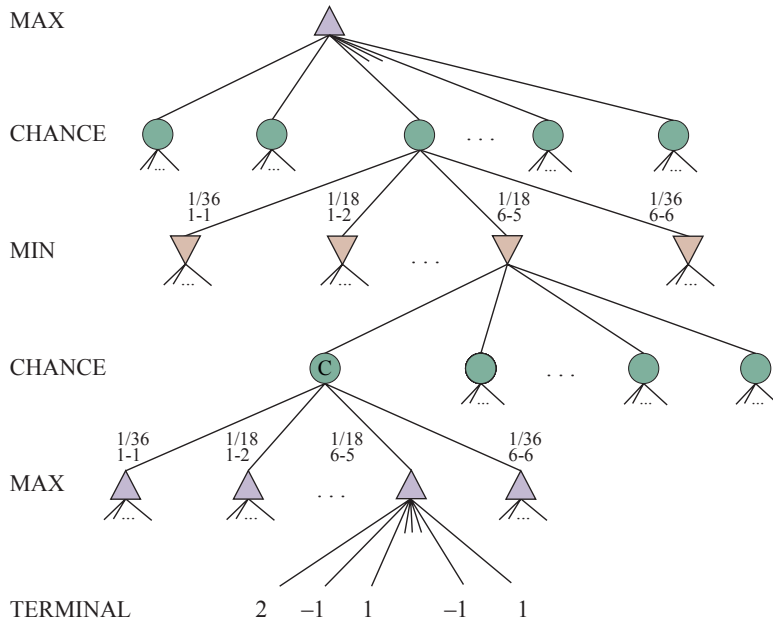 MAX
CHANCE
...
...
. . .
...
...
1/36
1-1
1/18
1-2
1/18
6-5
1/36
6-6
MIN
...
...
. . .
...
CHANCE
C
...
. . .
...
...
1/36
1-1
1/18
1-2
1/18
6-5
1/36
6-6
MAX
...
...
. . .
...
TERMINAL 2 –1 1 –1 1